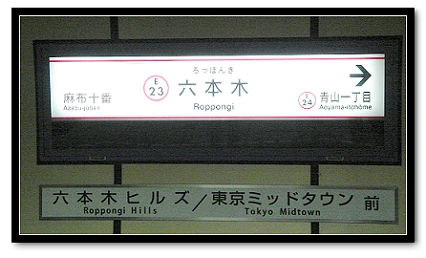 ろっぽんぎ
E 23 六本木
Roppongi
麻布十番
Azabu-juban
E 24 青山一丁目
Aoyama-itchōme
六本木ヒルズ/東京ミッドタウン 前
Roppongi Hills Tokyo Midtown